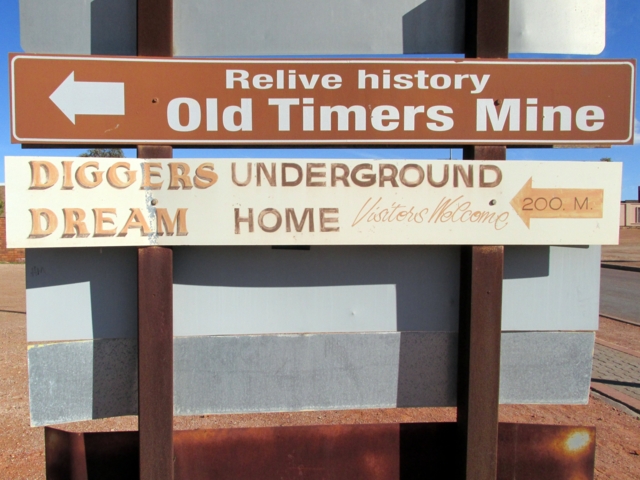 Relive history
Old Timers Mine
DIGGERS UNDERGROUND
DREAM HOME Visitors Welcome
200. M.